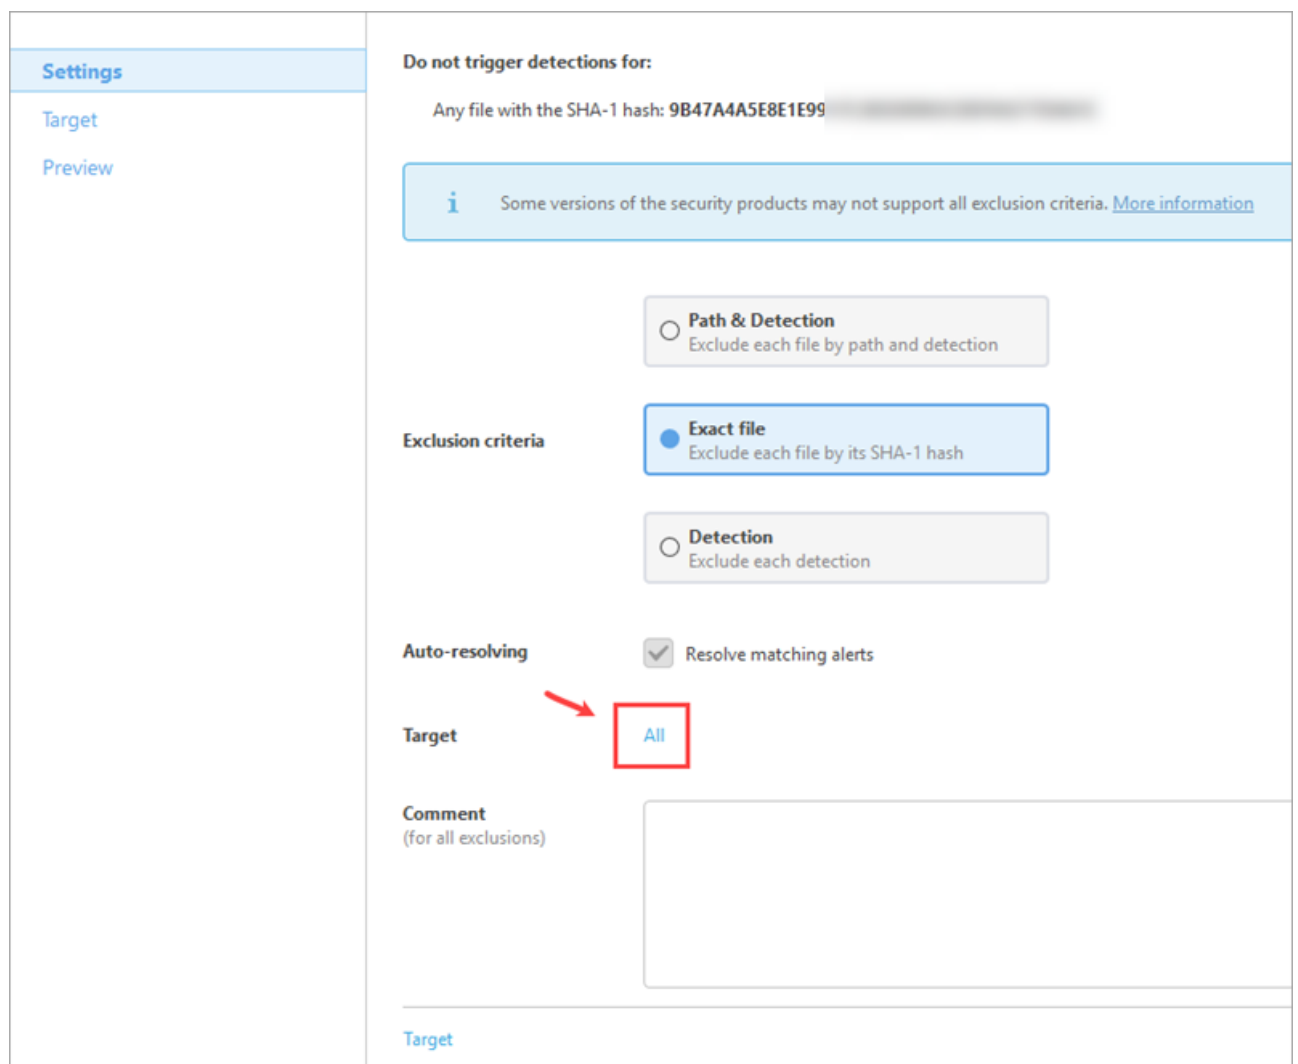 Settings
Target
Preview
Do not trigger detections for:
Any file with the SHA-1 hash: 9B47A4A5E8E1E99
i Some versions of the security products may not support all exclusion criteria. More information
Path & Detection
Exclude each file by path and detection
Exclusion criteria
Exact file
Exclude each file by its SHA-1 hash
Detection
Exclude each detection
Auto-resolving Resolve matching alerts
Target All
Comment
(for all exclusions)
Target